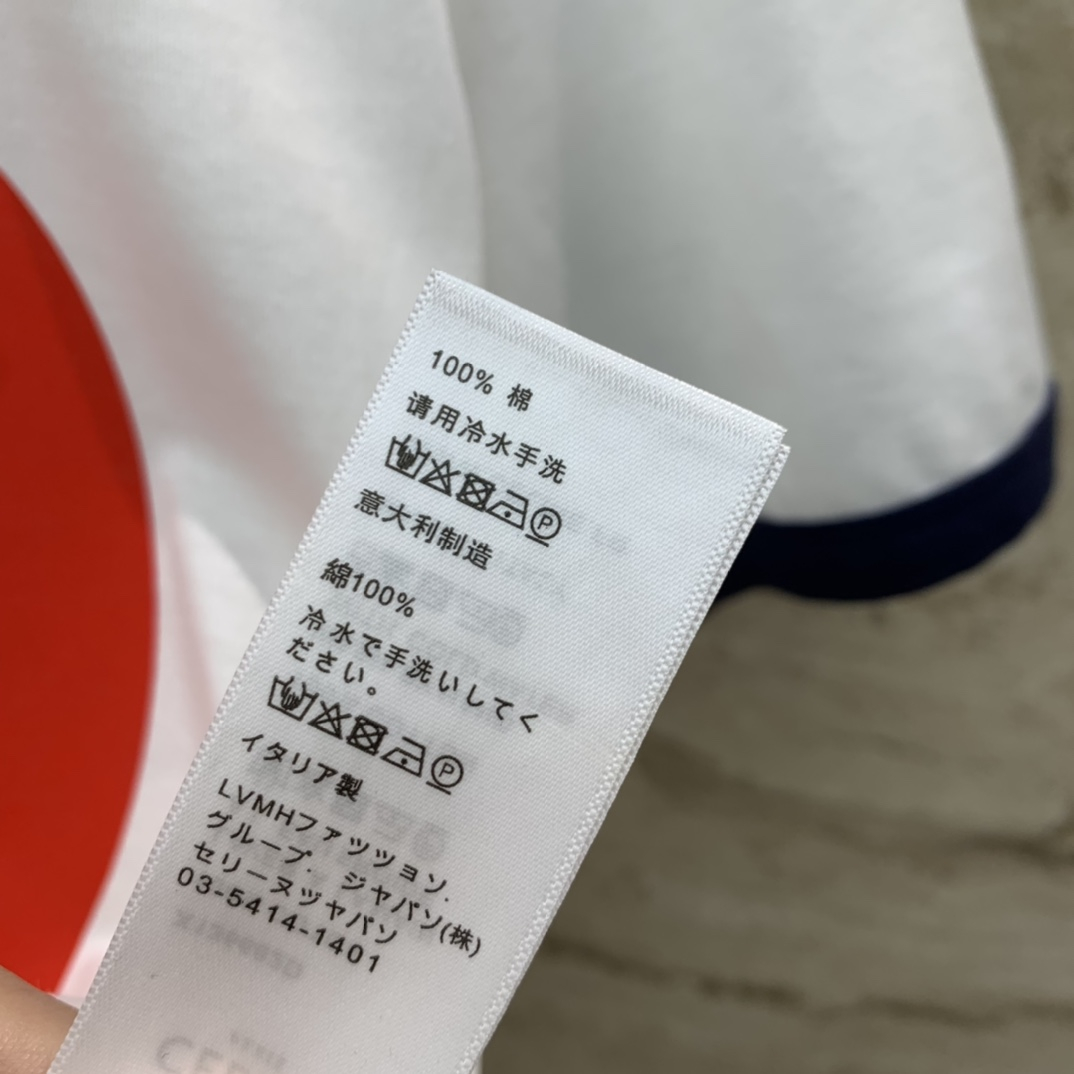 100% 棉
请用冷水手洗
P
意大利制造
綿100%
冷水で手洗いしてく
ださい。
P
イタリア製
LVMHファッツョン.
グループ. ジャパン(株)
セリーヌヅャパン
03-5414-1401